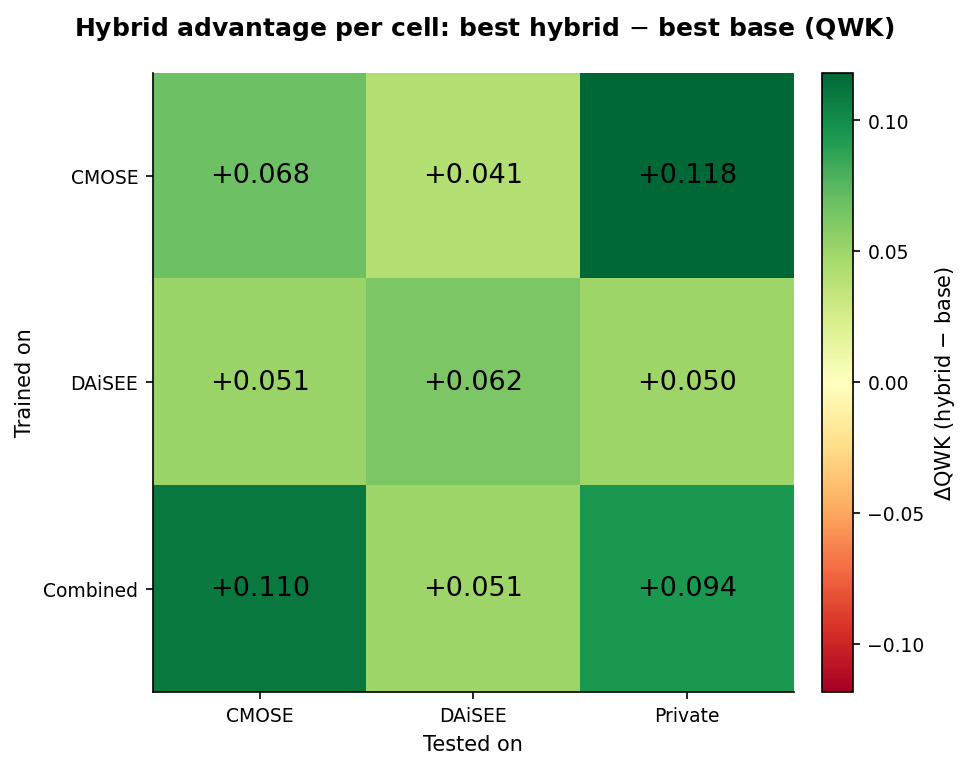 Hybrid advantage per cell: best hybrid − best base (QWK)
Trained on
CMOSE
+0.068
+0.041
+0.118
DAiSEE
+0.051
+0.062
+0.050
Combined
+0.110
+0.051
+0.094
CMOSE
DAiSEE
Private
Tested on
0.10
0.05
0.00
−0.05
−0.10
ΔQWK (hybrid − base)